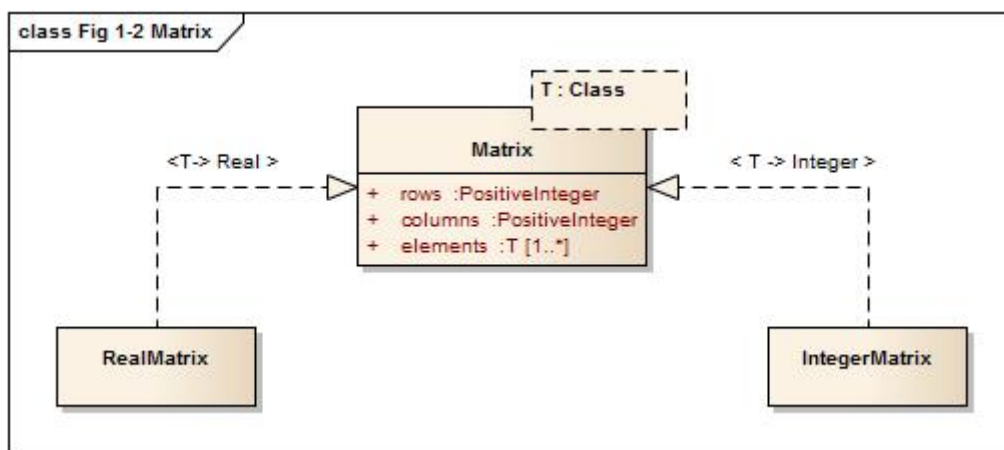 class Fig 1-2 Matrix
T : Class
Matrix
<T-> Real >
< T -> Integer >
+ rows :PositiveInteger
+ columns :PositiveInteger
+ elements :T [1..*]
RealMatrix
IntegerMatrix